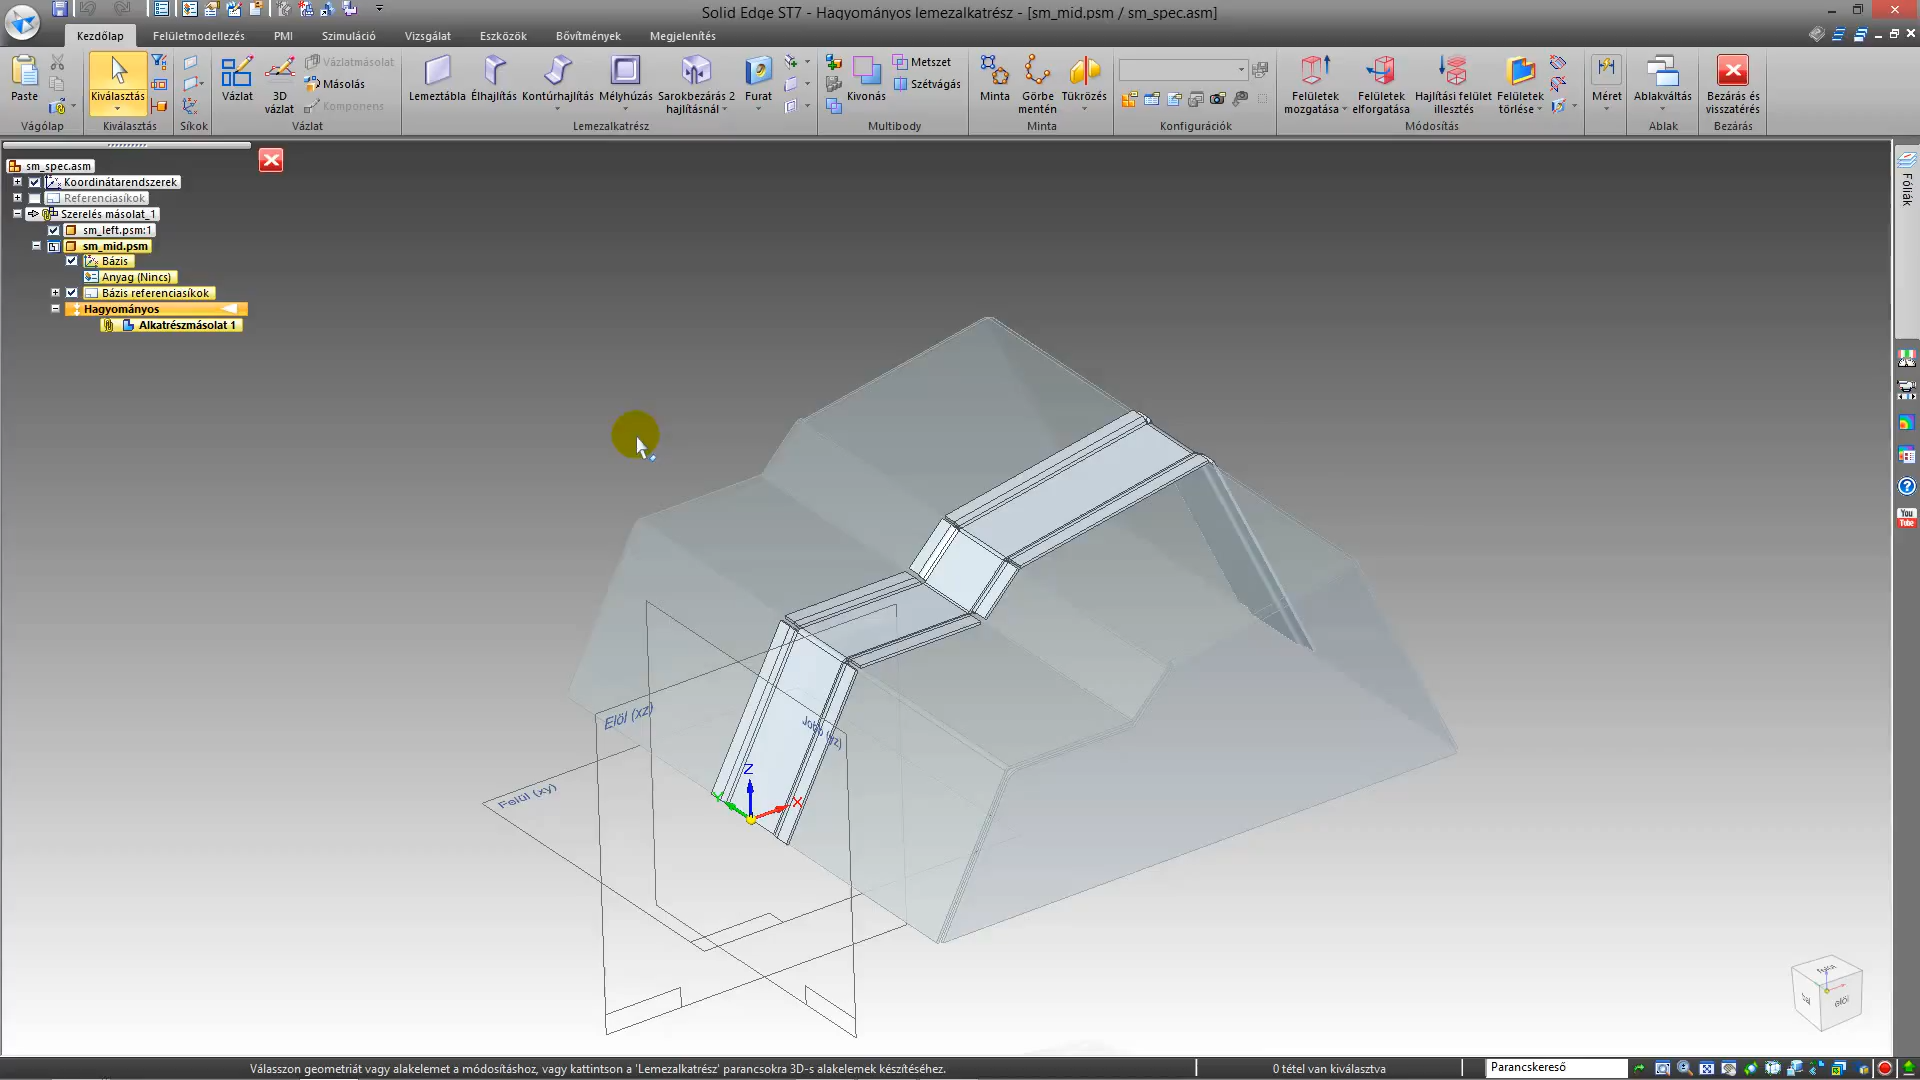 Solid Edge ST7 - Hagyományos lemezalkatrész - [sm_mid.psm / sm_spec.asm]
Kezdőlap Felületmodellezés PMI Szimuláció Vizsgálat Eszközök Bővítmények Megjelenítés
Paste
Vágólap
Kiválasztás
Kiválasztás
Síkok
Vázlat
3D vázlat
Vázlatmásolat
Másolás
Komponens
Vázlat
Lemeztábla
Élhajlítás
Kontúrhajlítás
Mélyhúzás
Sarokbezárás 2 hajlításnál
Furat
Lemezalkatrész
Kivonás
Metszet
Szétvágás
Multibody
Minta
Görbe mentén
Tükrözés
Minta
Konfigurációk
Felületek mozgatása
Felületek elforgatása
Hajlítási felület illesztés
Felületek törlése
Módosítás
Méret
Ablakváltás
Ablak
Bezárás és visszatérés
Bezárás
sm_spec.asm
Koordinátarendszerek
Referenciasíkok
Szerelés másolat_1
sm_left.psm:1
sm_mid.psm
Bázis
Anyag (Nincs)
Bázis referenciasíkok
Hagyományos
Alkatrészmásolat 1
Fóliák
You
Tube
Elöl (xz)
Felül (xy)
Z
X
Y
Elöl
Válasszon geometriát vagy alakelemet a módosításhoz, vagy kattintson a 'Lemezalkatrész' parancsokra 3D-s alakelemek készítéséhez.
0 tétel van kiválasztva
Parancskereső